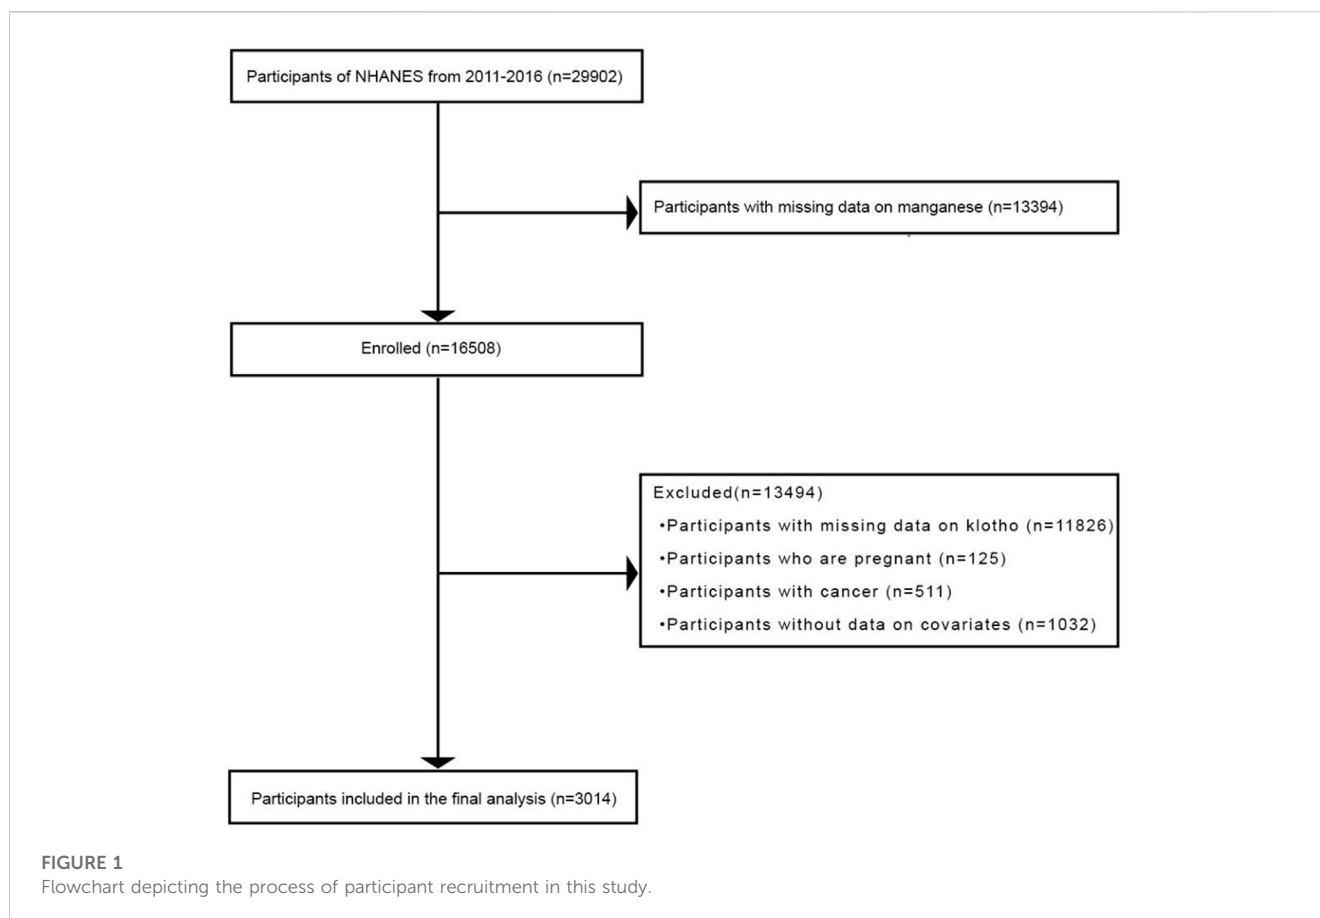 Participants of NHANES from 2011-2016 (n=29902)
Participants with missing data on manganese (n=13394)
Enrolled (n=16508)
Excluded(n=13494)
•Participants with missing data on klotho (n=11826)
•Participants who are pregnant (n=125)
•Participants with cancer (n=511)
•Participants without data on covariates (n=1032)
Participants included in the final analysis (n=3014)
FIGURE 1
Flowchart depicting the process of participant recruitment in this study.